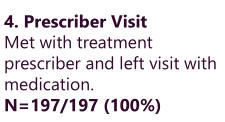 4. Prescriber Visit
Met with treatment
prescriber and left visit with
medication.
N=197/197 (100%)